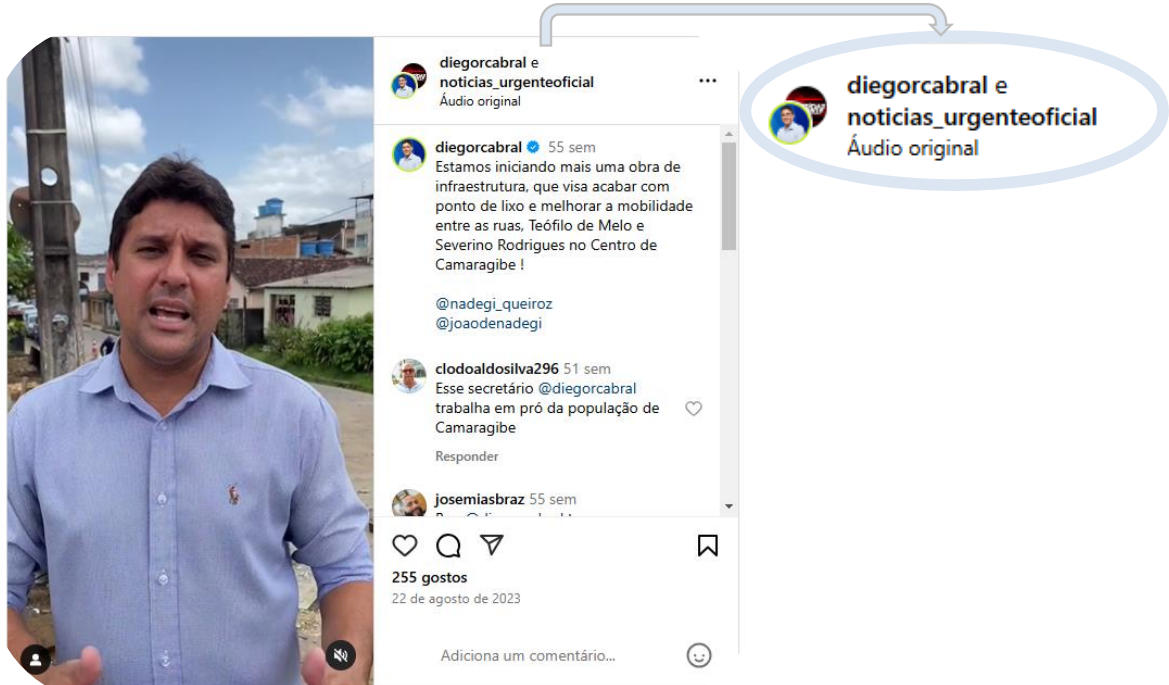 diegorcabral e
noticias_urgenteoficial
Áudio original
diegorcabral 55 sem
Estamos iniciando mais uma obra de
infraestrutura, que visa acabar com
ponto de lixo e melhorar a mobilidade
entre as ruas, Teófilo de Melo e
Severino Rodrigues no Centro de
Camaragibe !
@nadegi_queiroz
@joaodenadegi
clodoaldosilva296 51 sem
Esse secretário @diegorcabral
trabalha em pró da população de
Camaragibe
Responder
josemiasbraz 55 sem
255 gostos
22 de agosto de 2023
Adiciona um comentário...
diegorcabral e
noticias_urgenteoficial
Áudio original